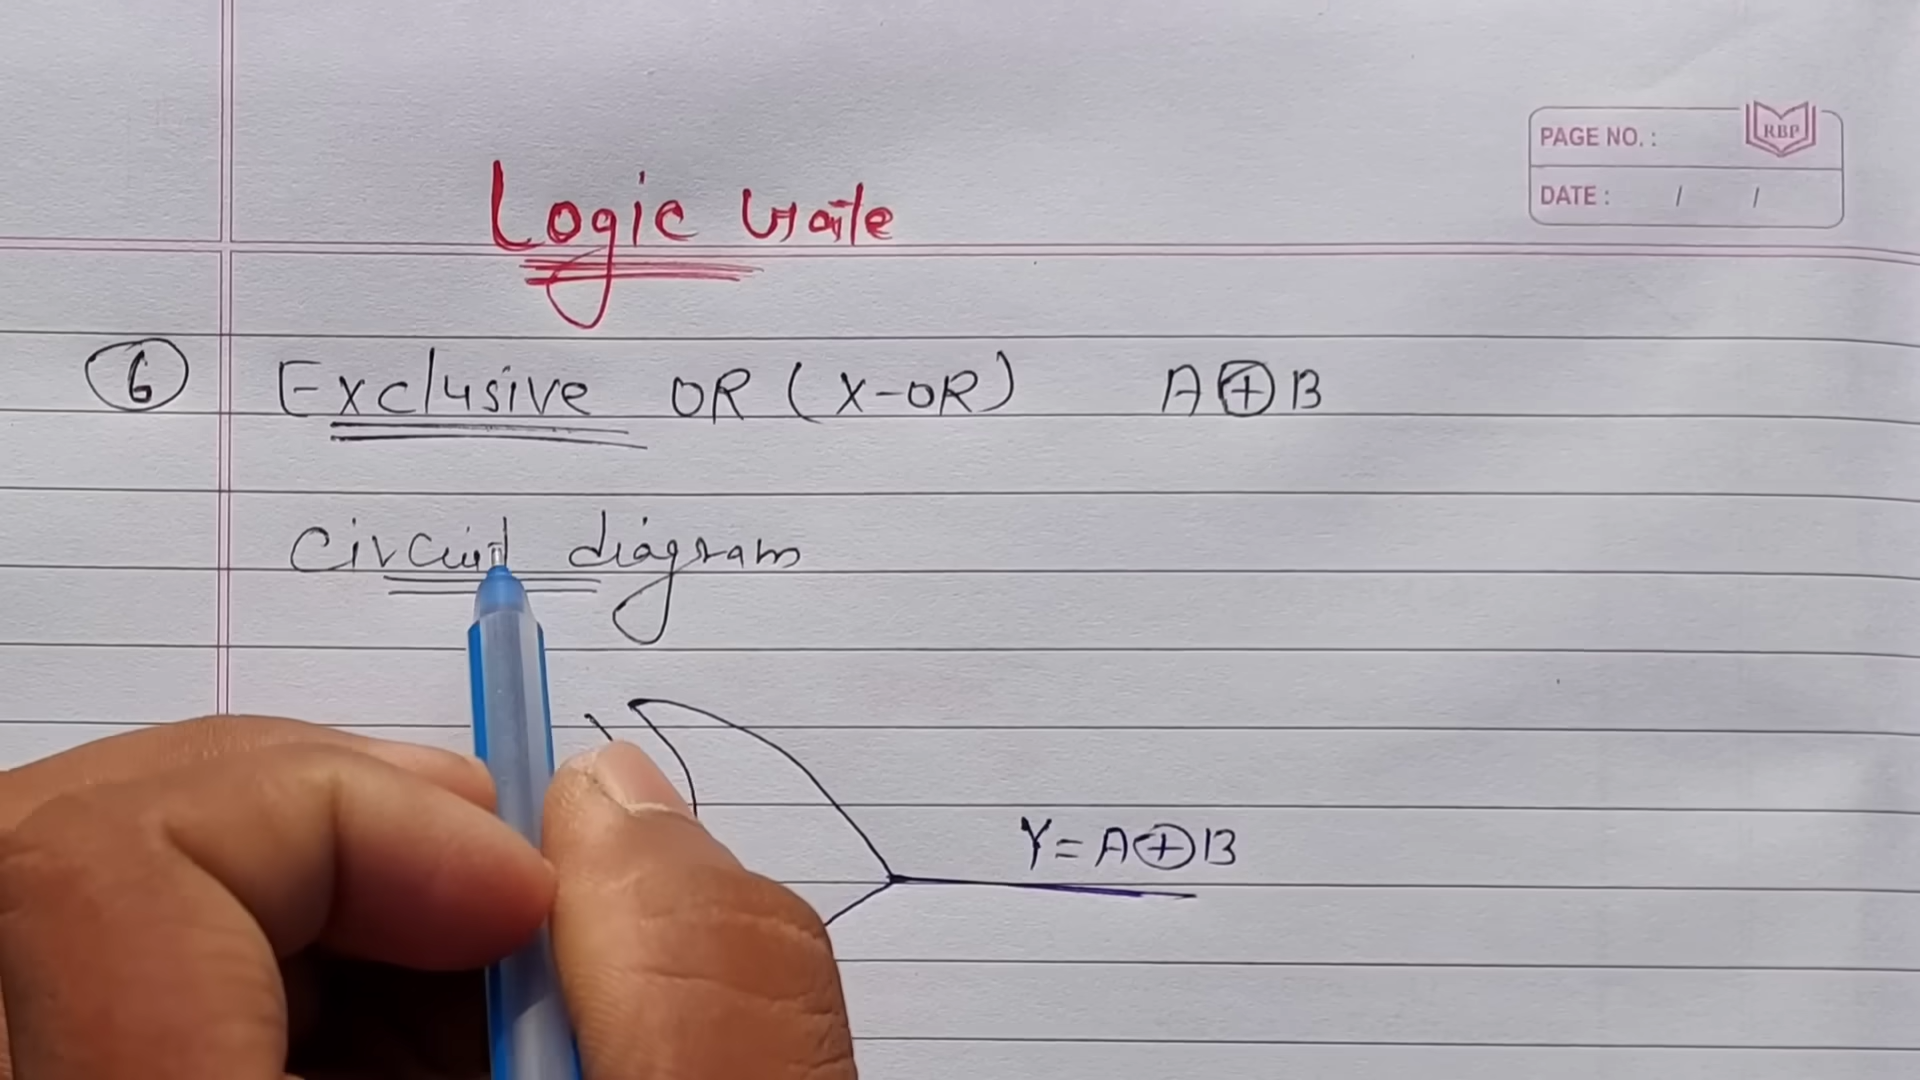 PAGE NO. :
RBP
DATE : / /
Logic Gate
6 Exclusive OR (X-OR) A⊕B
Circuit diagram
Y = A⊕B